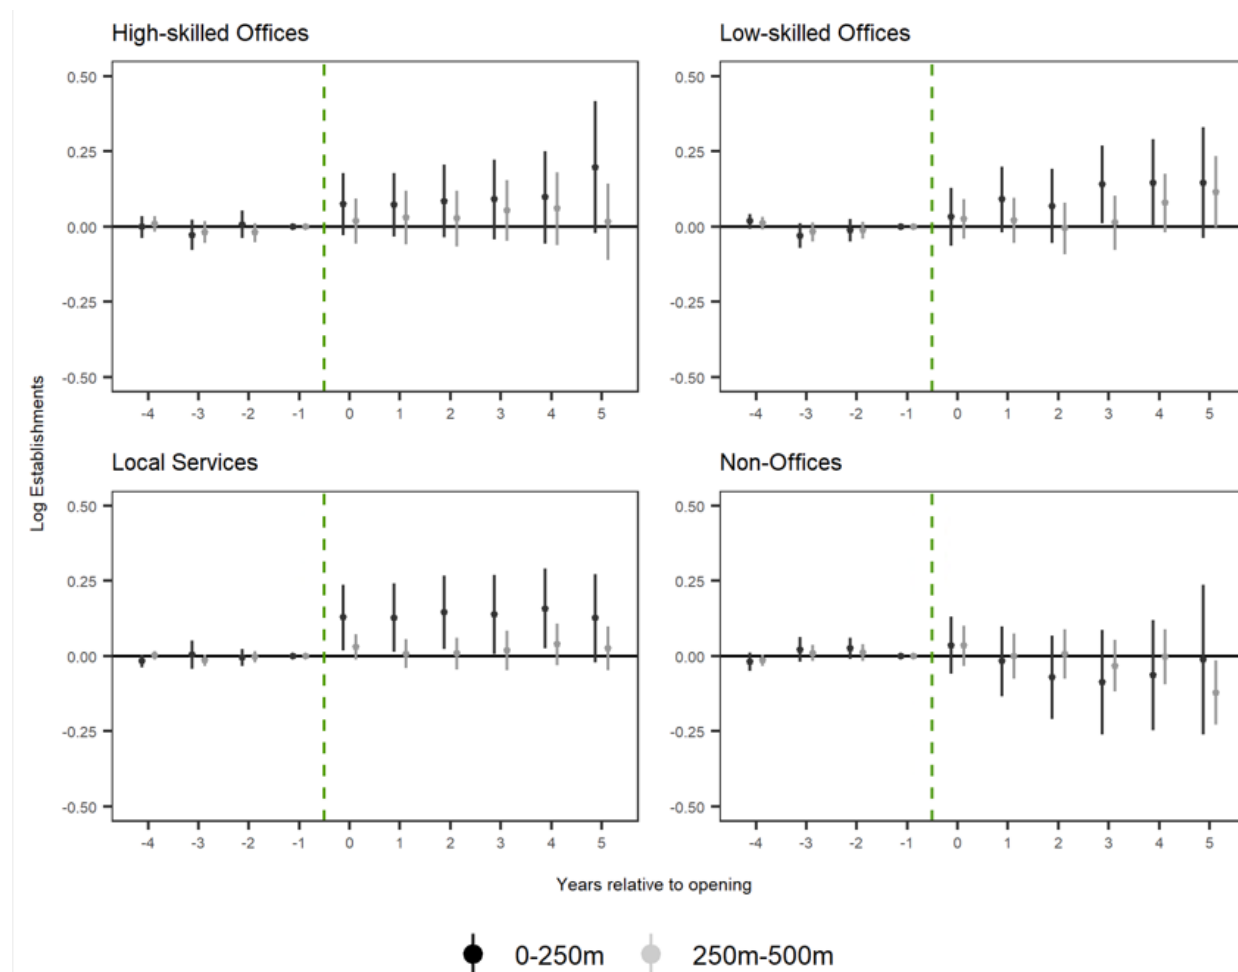 High-skilled Offices
Low-skilled Offices
0.50
0.25
0.00
-0.25
-0.50
-4 -3 -2 -1 0 1 2 3 4 5
0.50
0.25
0.00
-0.25
-0.50
-4 -3 -2 -1 0 1 2 3 4 5
Log Establishments
Local Services
Non-Offices
0.50
0.25
0.00
-0.25
-0.50
-4 -3 -2 -1 0 1 2 3 4 5
0.50
0.25
0.00
-0.25
-0.50
-4 -3 -2 -1 0 1 2 3 4 5
Years relative to opening
0-250m 250m-500m